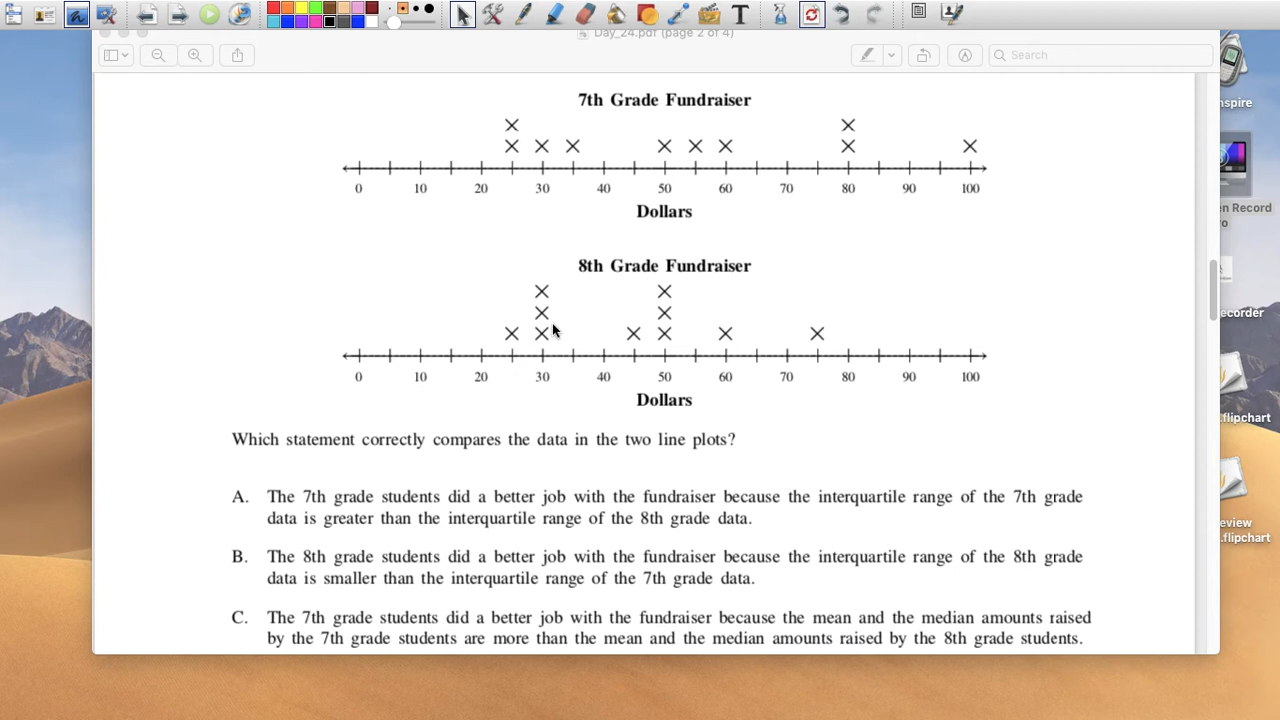 Day_24.pdf (page 2 of 4)
Search
7th Grade Fundraiser
0 10 20 30 40 50 60 70 80 90 100
Dollars
8th Grade Fundraiser
0 10 20 30 40 50 60 70 80 90 100
Dollars
Which statement correctly compares the data in the two line plots?
A. The 7th grade students did a better job with the fundraiser because the interquartile range of the 7th grade
data is greater than the interquartile range of the 8th grade data.
B. The 8th grade students did a better job with the fundraiser because the interquartile range of the 8th grade
data is smaller than the interquartile range of the 7th grade data.
C. The 7th grade students did a better job with the fundraiser because the mean and the median amounts raised
by the 7th grade students are more than the mean and the median amounts raised by the 8th grade students.
nspire
en Record
ro
ecorder
.flipchart
eview
.flipchart